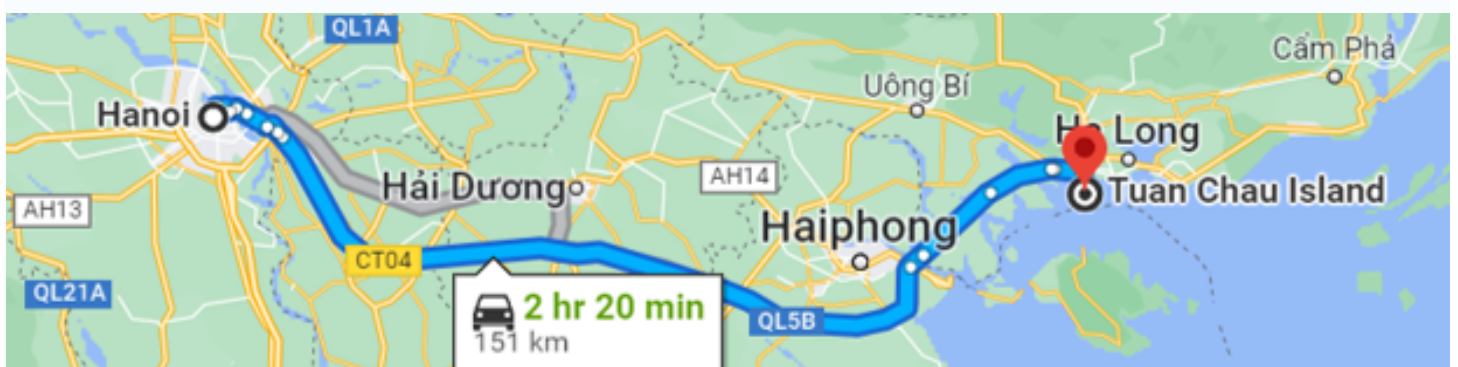 QL1A
Cẩm Phả
Uông Bí
Hanoi
Ha Long
AH14
Hải Dương
Tuan Chau Island
AH13
Haiphong
CT04
QL21A
2 hr 20 min
QL5B
151 km